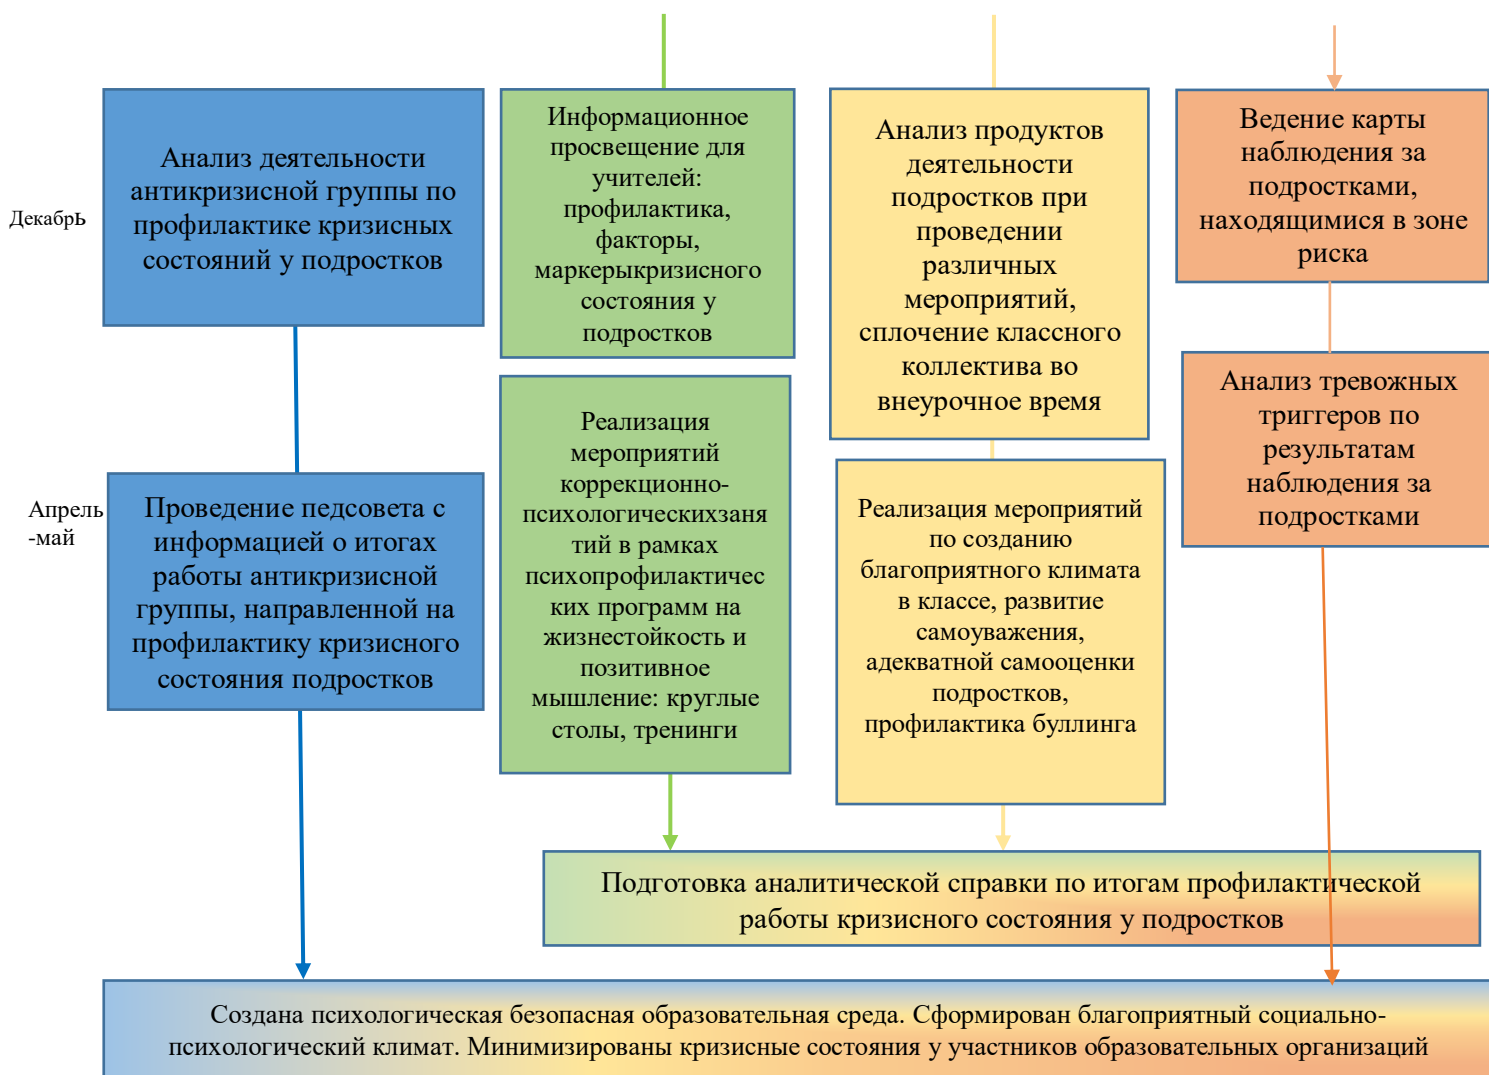 Декабрь
Анализ деятельности
антикризисной группы по
профилактике кризисных
состояний у подростков
Информационное
просвещение для
учителей:
профилактика,
факторы,
маркерыкризисного
состояния у
подростков
Анализ продуктов
деятельности
подростков при
проведении
различных
мероприятий,
сплочение классного
коллектива во
внеурочное время
Ведение карты
наблюдения за
подростками,
находящимися в зоне
риска
Апрель
-май
Проведение педсовета с
информацией о итогах
работы антикризисной
группы, направленной на
профилактику кризисного
состояния подростков
Реализация
мероприятий
коррекционно-
психологическихзаня
тий в рамках
психопрофилактичес
ких программ на
жизнестойкость и
позитивное
мышление: круглые
столы, тренинги
Реализация мероприятий
по созданию
благоприятного климата
в классе, развитие
самоуважения,
адекватной самооценки
подростков,
профилактика буллинга
Анализ тревожных
триггеров по
результатам
наблюдения за
подростками
Подготовка аналитической справки по итогам профилактической
работы кризисного состояния у подростков
Создана психологическая безопасная образовательная среда. Сформирован благоприятный социально-
психологический климат. Минимизированы кризисные состояния у участников образовательных организаций